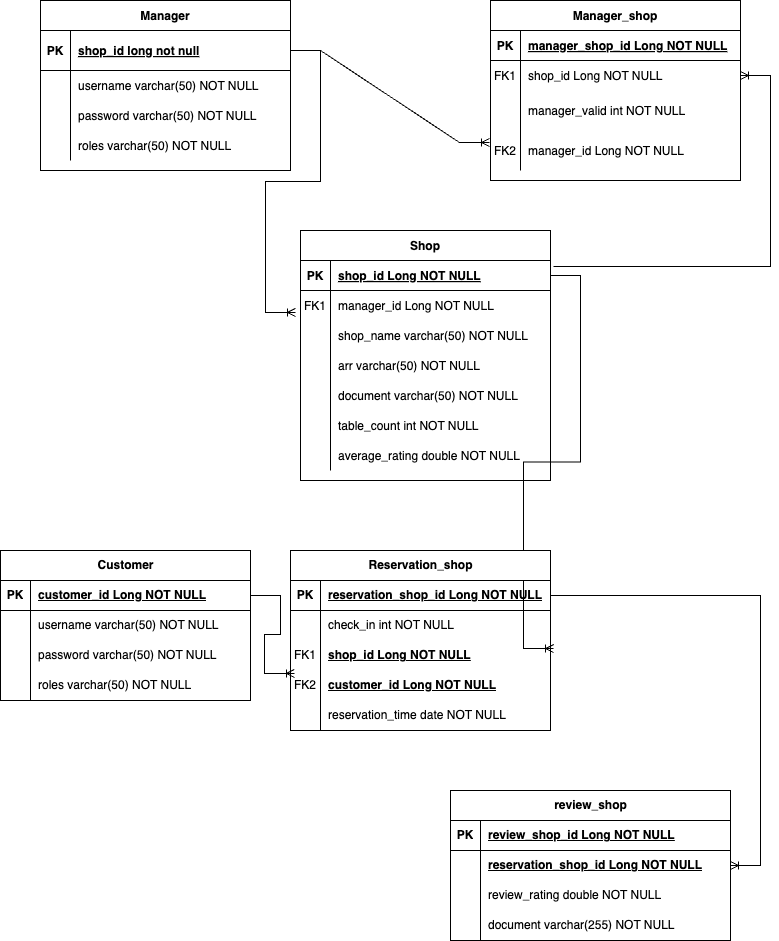 Manager
PK shop_id long not null
username varchar(50) NOT NULL
password varchar(50) NOT NULL
roles varchar(50) NOT NULL
Manager_shop
PK manager_shop_id Long NOT NULL
FK1 shop_id Long NOT NULL
manager_valid int NOT NULL
FK2 manager_id Long NOT NULL
Shop
PK shop_id Long NOT NULL
FK1 manager_id Long NOT NULL
shop_name varchar(50) NOT NULL
arr varchar(50) NOT NULL
document varchar(50) NOT NULL
table_count int NOT NULL
average_rating double NOT NULL
Customer
PK customer_id Long NOT NULL
username varchar(50) NOT NULL
password varchar(50) NOT NULL
roles varchar(50) NOT NULL
Reservation_shop
PK reservation_shop_id Long NOT NULL
check_in int NOT NULL
FK1 shop_id Long NOT NULL
FK2 customer_id Long NOT NULL
reservation_time date NOT NULL
review_shop
PK review_shop_id Long NOT NULL
reservation_shop_id Long NOT NULL
review_rating double NOT NULL
document varchar(255) NOT NULL